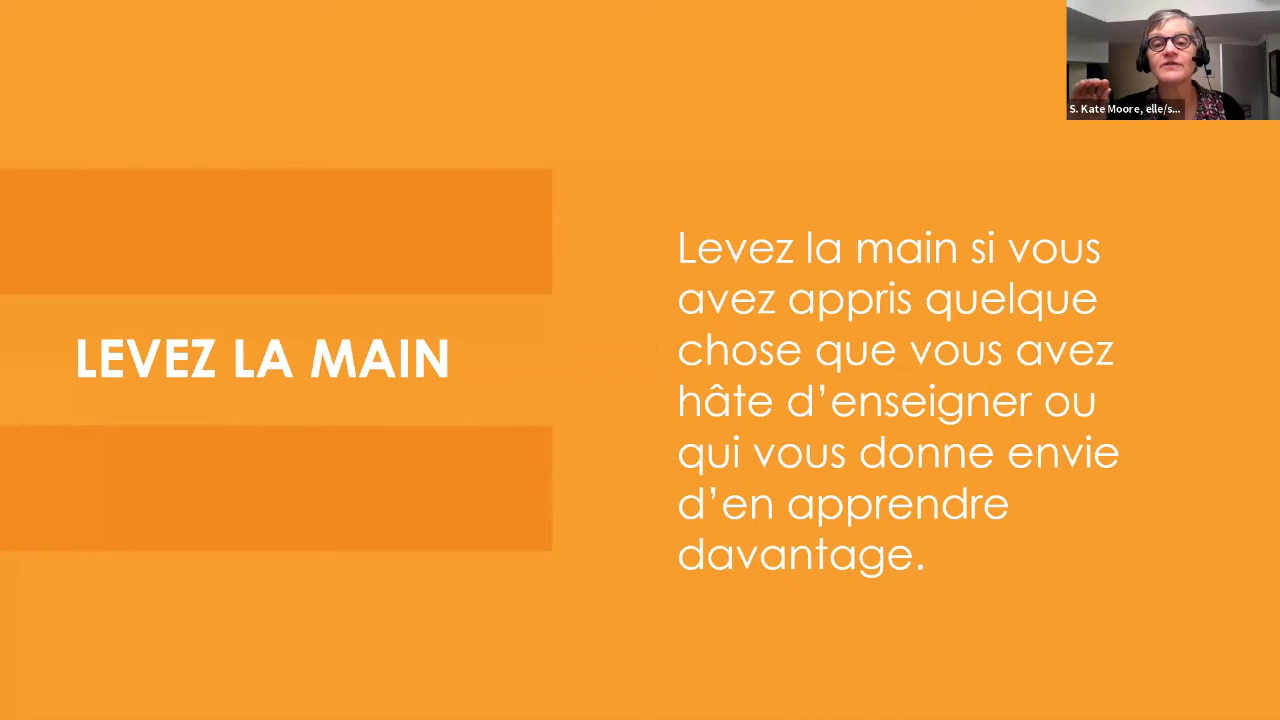 S. Kate Moore, elle/s...
LEVEZ LA MAIN
Levez la main si vous
avez appris quelque
chose que vous avez
hâte d’enseigner ou
qui vous donne envie
d’en apprendre
davantage.